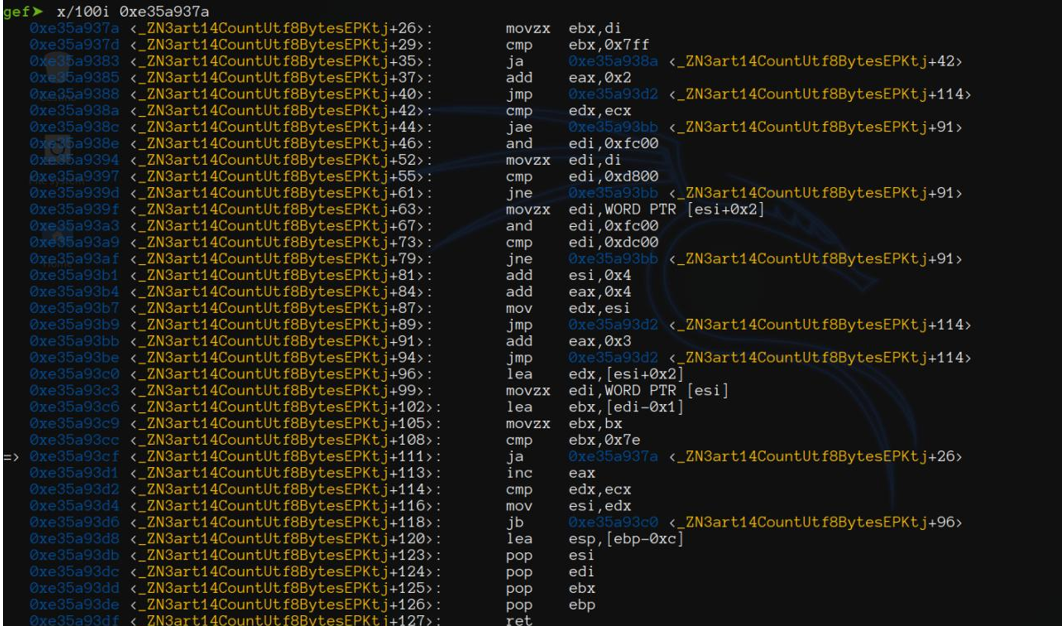 gef➤  x/100i 0xe35a937a
   0xe35a937a <_ZN3art14CountUtf8BytesEPKtj+26>:	movzx  ebx,di
   0xe35a937d <_ZN3art14CountUtf8BytesEPKtj+29>:	cmp    ebx,0x7ff
   0xe35a9383 <_ZN3art14CountUtf8BytesEPKtj+35>:	ja     0xe35a938a <_ZN3art14CountUtf8BytesEPKtj+42>
   0xe35a9385 <_ZN3art14CountUtf8BytesEPKtj+37>:	add    eax,0x2
   0xe35a9388 <_ZN3art14CountUtf8BytesEPKtj+40>:	jmp    0xe35a93d2 <_ZN3art14CountUtf8BytesEPKtj+114>
   0xe35a938a <_ZN3art14CountUtf8BytesEPKtj+42>:	cmp    edx,ecx
   0xe35a938c <_ZN3art14CountUtf8BytesEPKtj+44>:	jae    0xe35a93bb <_ZN3art14CountUtf8BytesEPKtj+91>
   0xe35a938e <_ZN3art14CountUtf8BytesEPKtj+46>:	and    edi,0xfc00
   0xe35a9394 <_ZN3art14CountUtf8BytesEPKtj+52>:	movzx  edi,di
   0xe35a9397 <_ZN3art14CountUtf8BytesEPKtj+55>:	cmp    edi,0xd800
   0xe35a939d <_ZN3art14CountUtf8BytesEPKtj+61>:	jne    0xe35a93bb <_ZN3art14CountUtf8BytesEPKtj+91>
   0xe35a939f <_ZN3art14CountUtf8BytesEPKtj+63>:	movzx  edi,WORD PTR [esi+0x2]
   0xe35a93a3 <_ZN3art14CountUtf8BytesEPKtj+67>:	and    edi,0xfc00
   0xe35a93a9 <_ZN3art14CountUtf8BytesEPKtj+73>:	cmp    edi,0xdc00
   0xe35a93af <_ZN3art14CountUtf8BytesEPKtj+79>:	jne    0xe35a93bb <_ZN3art14CountUtf8BytesEPKtj+91>
   0xe35a93b1 <_ZN3art14CountUtf8BytesEPKtj+81>:	add    esi,0x4
   0xe35a93b4 <_ZN3art14CountUtf8BytesEPKtj+84>:	add    eax,0x4
   0xe35a93b7 <_ZN3art14CountUtf8BytesEPKtj+87>:	mov    edx,esi
   0xe35a93b9 <_ZN3art14CountUtf8BytesEPKtj+89>:	jmp    0xe35a93d2 <_ZN3art14CountUtf8BytesEPKtj+114>
   0xe35a93bb <_ZN3art14CountUtf8BytesEPKtj+91>:	add    eax,0x3
   0xe35a93be <_ZN3art14CountUtf8BytesEPKtj+94>:	jmp    0xe35a93d2 <_ZN3art14CountUtf8BytesEPKtj+114>
   0xe35a93c0 <_ZN3art14CountUtf8BytesEPKtj+96>:	lea    edx,[esi+0x2]
   0xe35a93c3 <_ZN3art14CountUtf8BytesEPKtj+99>:	movzx  edi,WORD PTR [esi]
   0xe35a93c6 <_ZN3art14CountUtf8BytesEPKtj+102>:	lea    ebx,[edi-0x1]
   0xe35a93c9 <_ZN3art14CountUtf8BytesEPKtj+105>:	movzx  ebx,bx
   0xe35a93cc <_ZN3art14CountUtf8BytesEPKtj+108>:	cmp    ebx,0x7e
=> 0xe35a93cf <_ZN3art14CountUtf8BytesEPKtj+111>:	ja     0xe35a937a <_ZN3art14CountUtf8BytesEPKtj+26>
   0xe35a93d1 <_ZN3art14CountUtf8BytesEPKtj+113>:	inc    eax
   0xe35a93d2 <_ZN3art14CountUtf8BytesEPKtj+114>:	cmp    edx,ecx
   0xe35a93d4 <_ZN3art14CountUtf8BytesEPKtj+116>:	mov    esi,edx
   0xe35a93d6 <_ZN3art14CountUtf8BytesEPKtj+118>:	jb     0xe35a93c0 <_ZN3art14CountUtf8BytesEPKtj+96>
   0xe35a93d8 <_ZN3art14CountUtf8BytesEPKtj+120>:	lea    esp,[ebp-0xc]
   0xe35a93db <_ZN3art14CountUtf8BytesEPKtj+123>:	pop    esi
   0xe35a93dc <_ZN3art14CountUtf8BytesEPKtj+124>:	pop    edi
   0xe35a93dd <_ZN3art14CountUtf8BytesEPKtj+125>:	pop    ebx
   0xe35a93de <_ZN3art14CountUtf8BytesEPKtj+126>:	pop    ebp
   0xe35a93df <_ZN3art14CountUtf8BytesEPKtj+127>:	ret